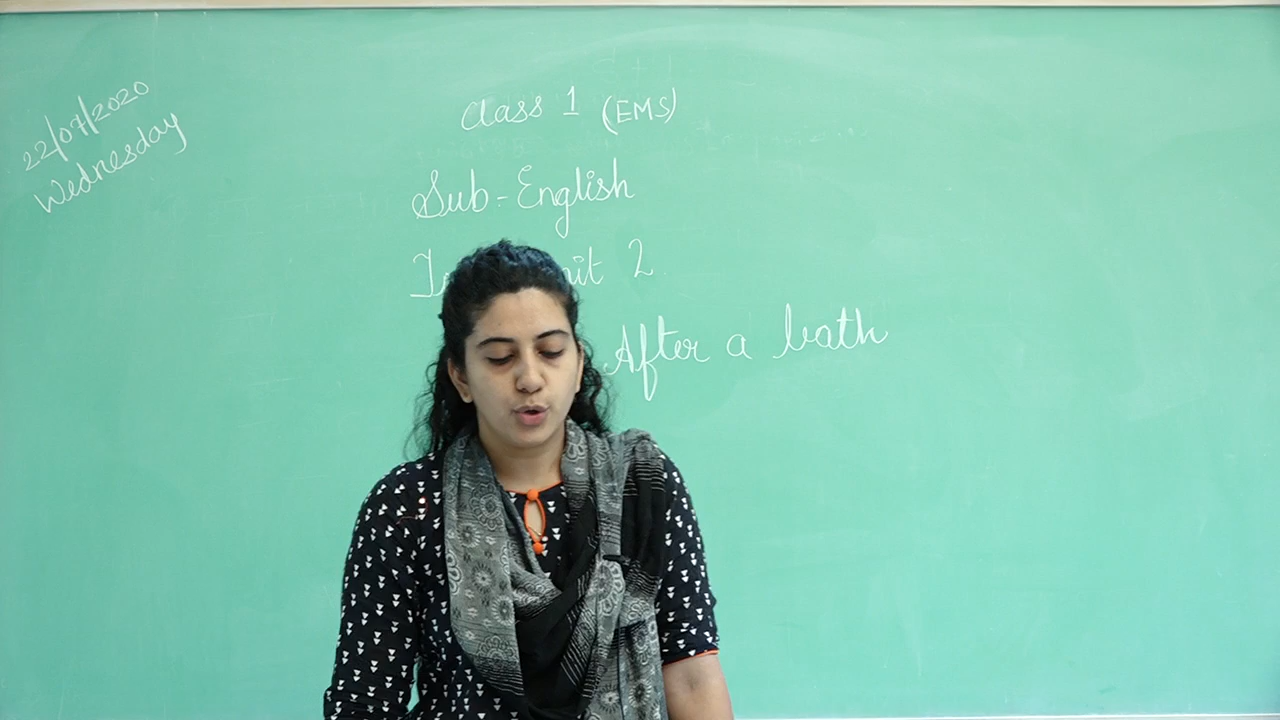 22/07/2020
Wednesday
Class 1 (EMS)
Sub-English
2
After a bath